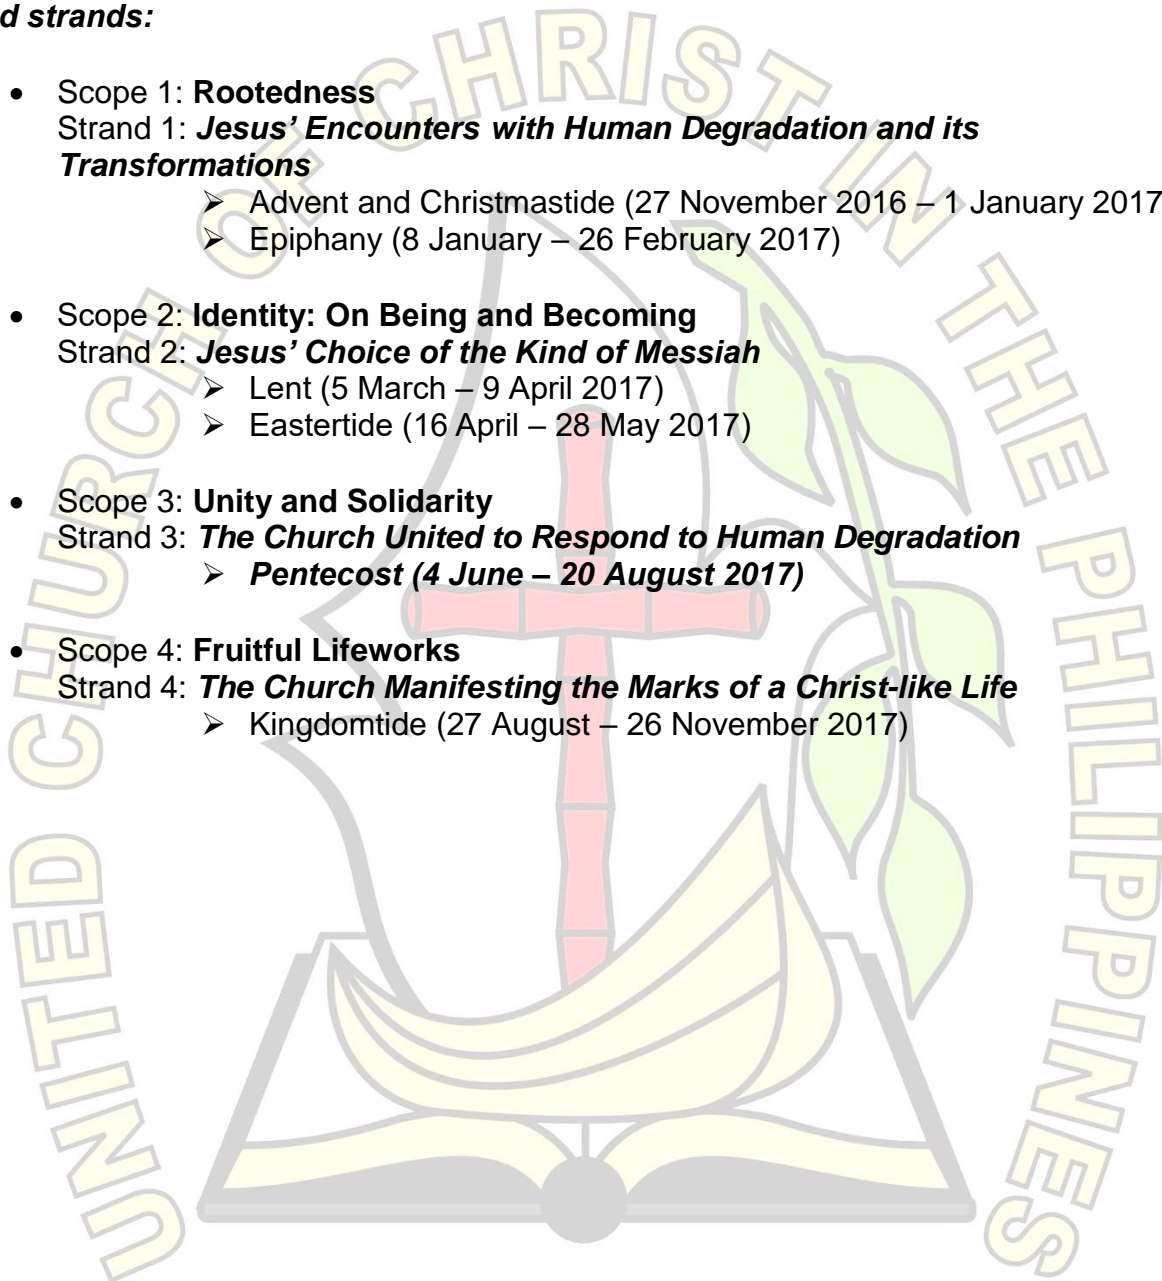 d strands:
• Scope 1: Rootedness
Strand 1: Jesus’ Encounters with Human Degradation and its
Transformations
➢ Advent and Christmastide (27 November 2016 – 1 January 2017
➢ Epiphany (8 January – 26 February 2017)
• Scope 2: Identity: On Being and Becoming
Strand 2: Jesus’ Choice of the Kind of Messiah
➢ Lent (5 March – 9 April 2017)
➢ Eastertide (16 April – 28 May 2017)
• Scope 3: Unity and Solidarity
Strand 3: The Church United to Respond to Human Degradation
➢ Pentecost (4 June – 20 August 2017)
• Scope 4: Fruitful Lifeworks
Strand 4: The Church Manifesting the Marks of a Christ-like Life
➢ Kingdomtide (27 August – 26 November 2017)
UNITED CHURCH OF CHRIST IN THE PHILIPPINES